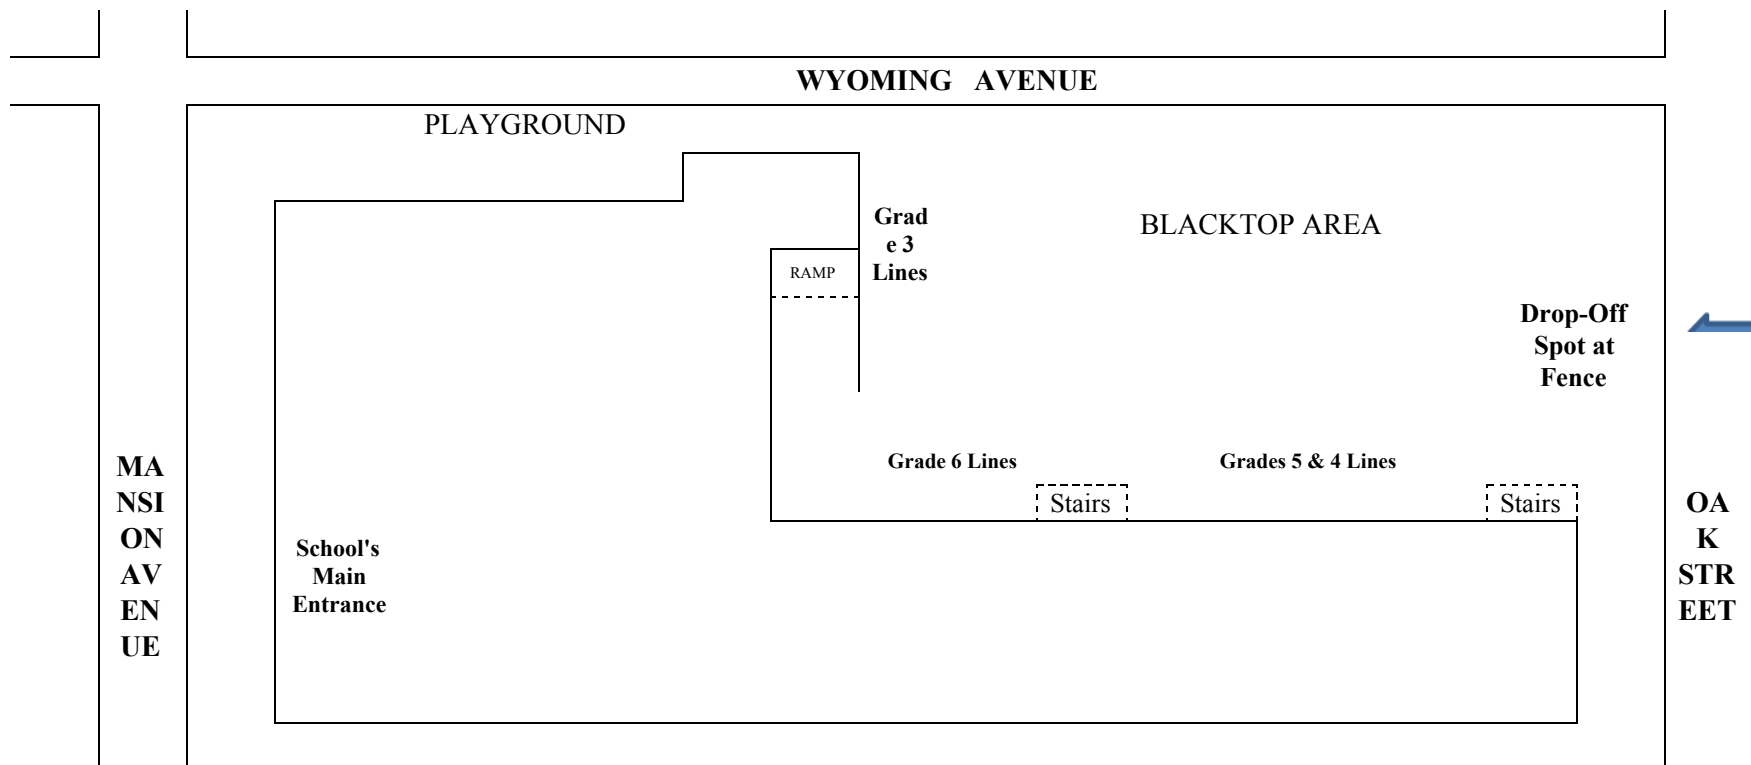 WYOMING AVENUE
PLAYGROUND
Grad
e 3
Lines
BLACKTOP AREA
RAMP
Drop-Off
Spot at
Fence
MA
NSI
ON
AV
EN
UE
Grade 6 Lines
Grades 5 & 4 Lines
Stairs
Stairs
School's
Main
Entrance
OA
K
STR
EET